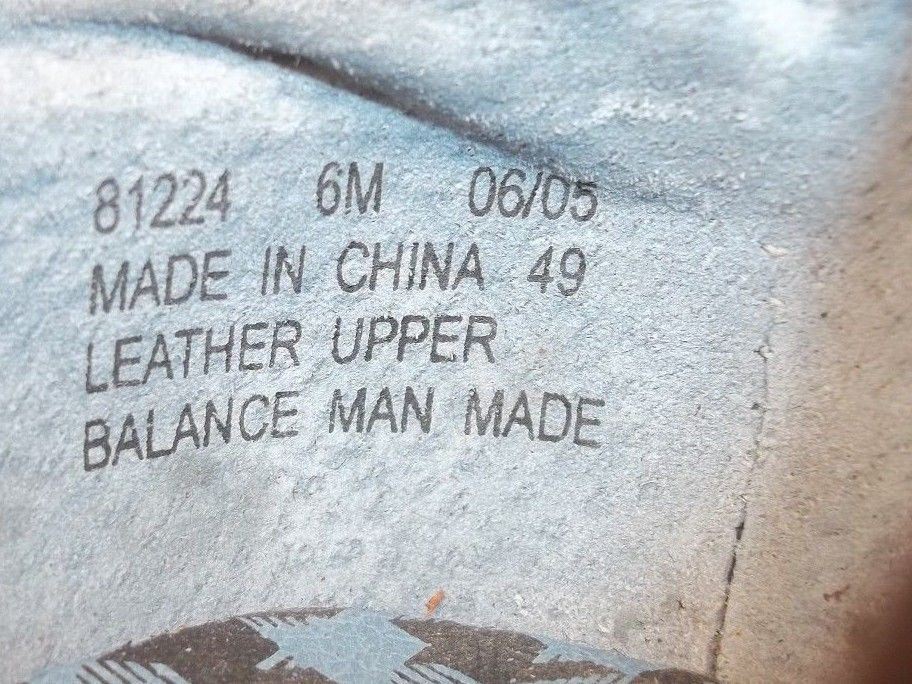 81224 6M 06/05
MADE IN CHINA 49
LEATHER UPPER
BALANCE MAN MADE